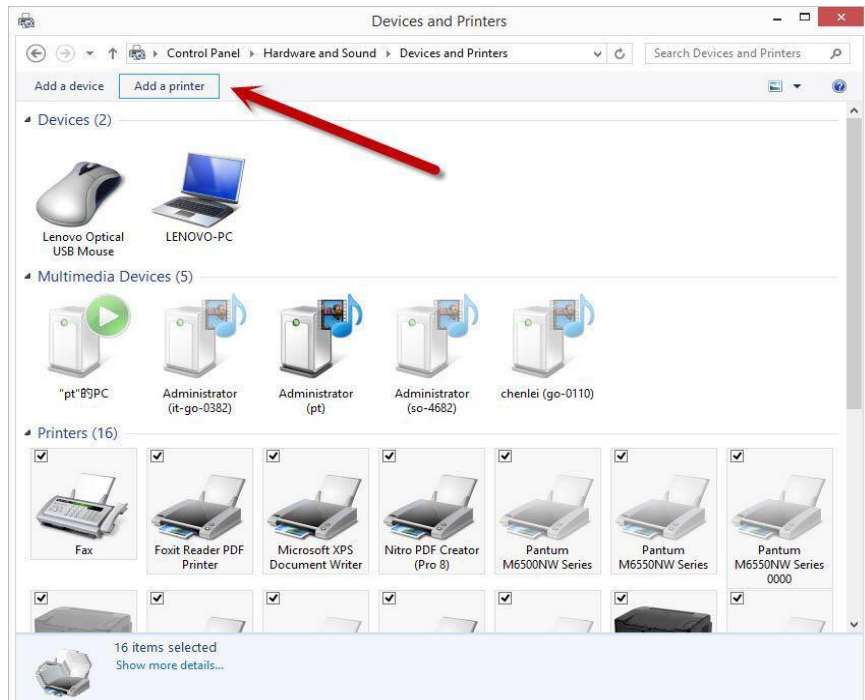 Devices and Printers
Control Panel ▸ Hardware and Sound ▸ Devices and Printers
Search Devices and Printers
Add a device
Add a printer
Devices (2)
Lenovo Optical
USB Mouse
LENOVO-PC
Multimedia Devices (5)
"pt"的PC
Administrator
(it-go-0382)
Administrator
(pt)
Administrator
(so-4682)
chenlei (go-0110)
Printers (16)
Fax
Foxit Reader PDF
Printer
Microsoft XPS
Document Writer
Nitro PDF Creator
(Pro 8)
Pantum
M6500NW Series
Pantum
M6550NW Series
Pantum
M6550NW Series
0000
16 items selected
Show more details...